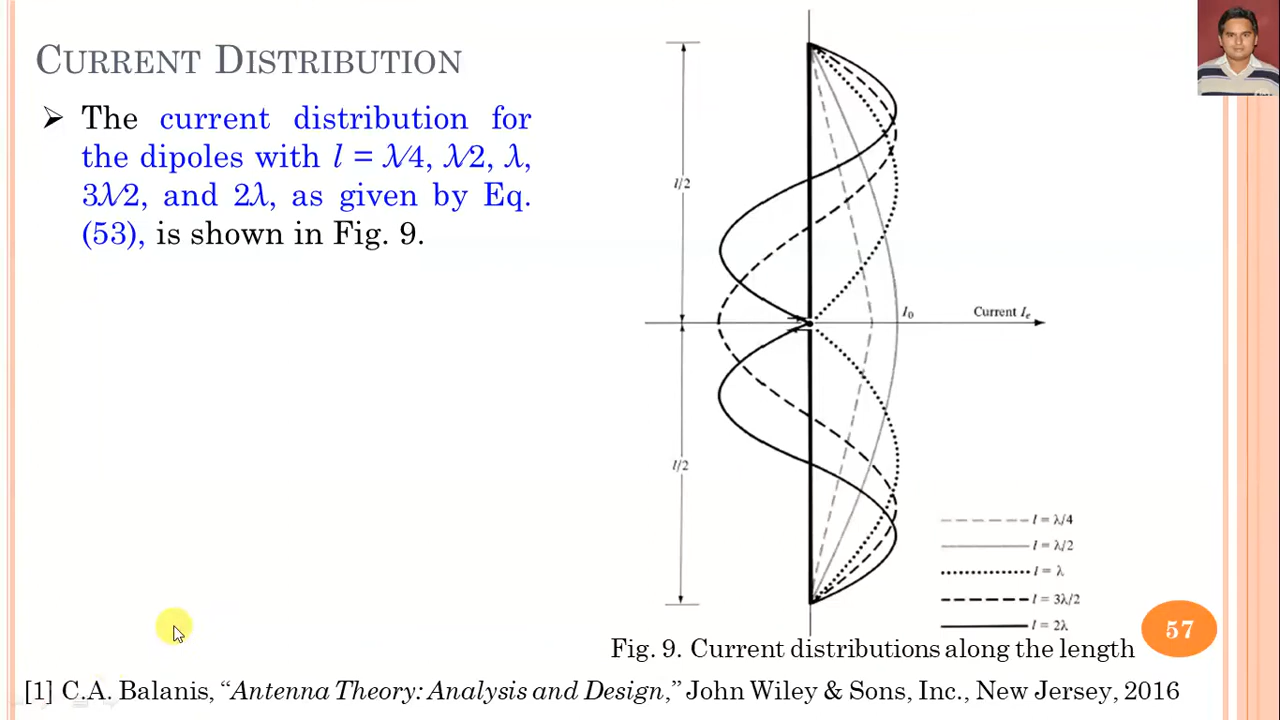 CURRENT DISTRIBUTION
➢ The current distribution for
the dipoles with l = λ/4, λ/2, λ,
3λ/2, and 2λ, as given by Eq.
(53), is shown in Fig. 9.
l/2
I₀
Current Iₑ
l/2
l = λ/4
l = λ/2
l = λ
l = 3λ/2
l = 2λ
57
Fig. 9. Current distributions along the length
[1] C.A. Balanis, “Antenna Theory: Analysis and Design,” John Wiley & Sons, Inc., New Jersey, 2016